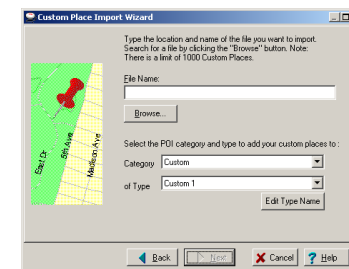 Custom Place Import Wizard
Type the location and name of the file you want to import.
Search for a file by clicking the "Browse" button. Note:
There is a limit of 1000 Custom Places.
File Name:
Browse...
Select the POI category and type to add your custom places to :
Category Custom
of Type Custom 1
Edit Type Name
East Dr
5th Ave
Madison Ave
Back Next Cancel ? Help